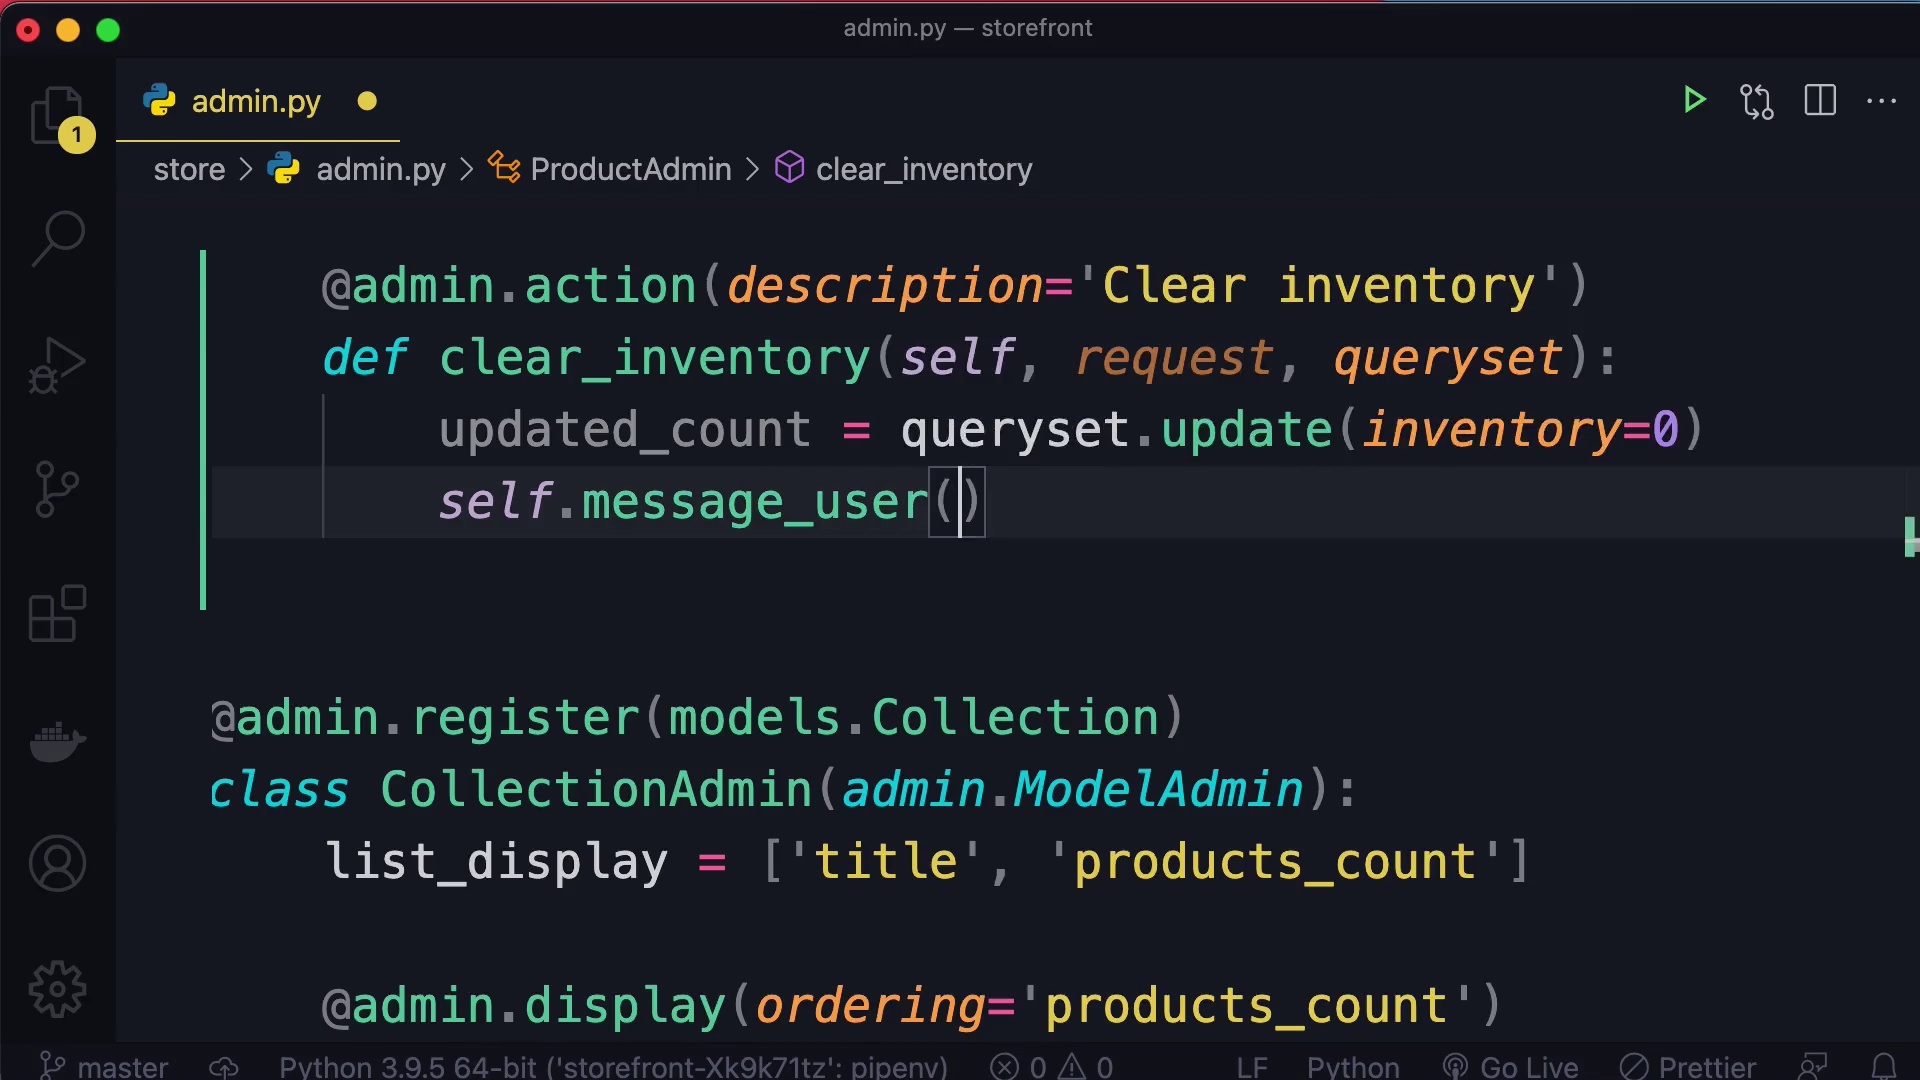 admin.py — storefront
admin.py
1
store > admin.py > ProductAdmin > clear_inventory
@admin.action(description='Clear inventory')
def clear_inventory(self, request, queryset):
updated_count = queryset.update(inventory=0)
self.message_user()
@admin.register(models.Collection)
class CollectionAdmin(admin.ModelAdmin):
list_display = ['title', 'products_count']
@admin.display(ordering='products_count')
master Python 3.9.5 64-bit ('storefront-Xk9k71tz': pipenv) 0 0 LF Python Go Live Prettier